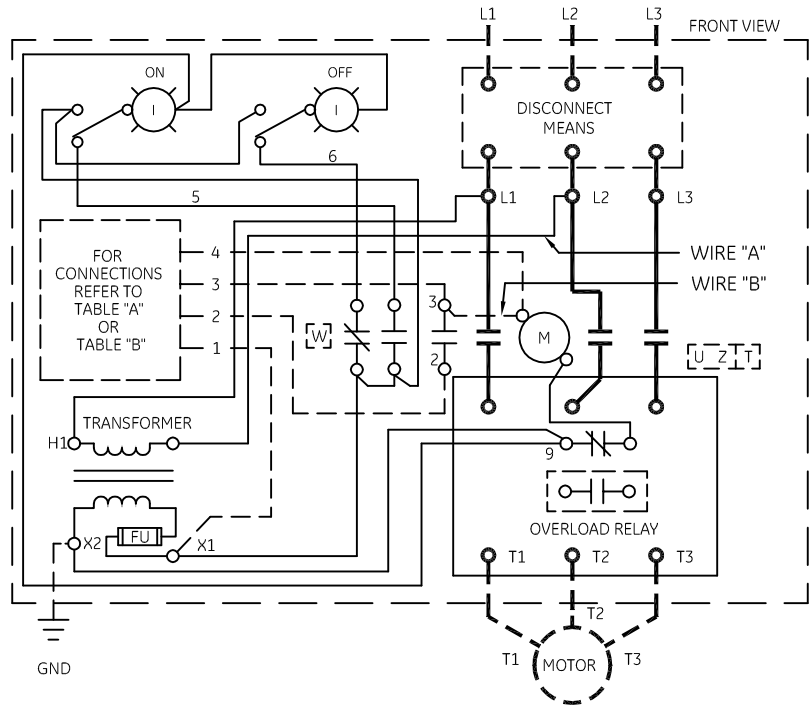 L1 L2 L3
FRONT VIEW
ON OFF
I I
DISCONNECT
MEANS
6
5
L1 L2 L3
FOR
CONNECTIONS
REFER TO
TABLE "A"
OR
TABLE "B"
4
3
2
1
WIRE "A"
WIRE "B"
3
W
M
2
U Z T
TRANSFORMER
H1
9
FU
X2 X1
OVERLOAD RELAY
T1 T2 T3
T2
GND
T1 MOTOR T3